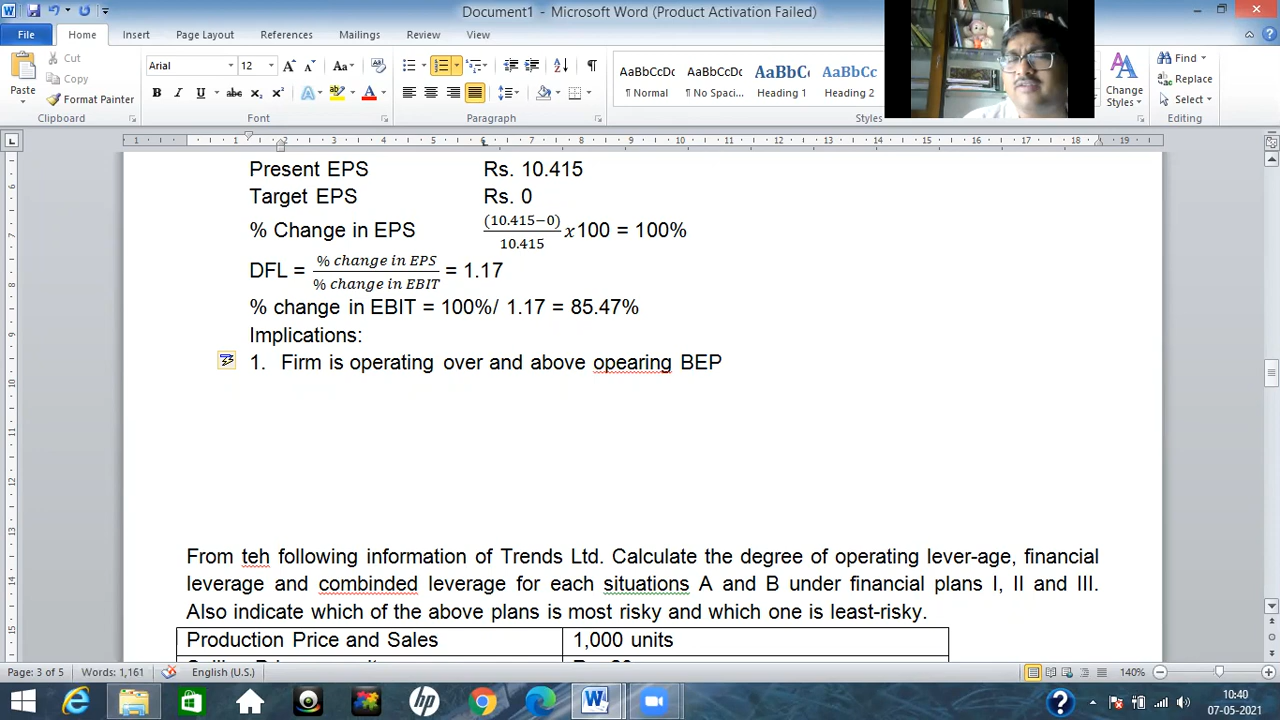 Document1 - Microsoft Word (Product Activation Failed)
File Home Insert Page Layout References Mailings Review View
Paste Cut Copy Format Painter
Arial 12
AaBbCcDc AaBbCcDc AaBbC AaBbCc
¶ Normal ¶ No Spaci... Heading 1 Heading 2
Change Styles
Find Replace Select
Clipboard Font Paragraph Styles Editing
Present EPS Rs. 10.415
Target EPS Rs. 0
% Change in EPS (10.415−0)/10.415 x100 = 100%
DFL = % change in EPS/% change in EBIT = 1.17
% change in EBIT = 100%/ 1.17 = 85.47%
Implications:
1. Firm is operating over and above opearing BEP
From teh following information of Trends Ltd. Calculate the degree of operating lever-age, financial
leverage and combinded leverage for each situations A and B under financial plans I, II and III.
Also indicate which of the above plans is most risky and which one is least-risky.
Production Price and Sales 1,000 units
Page: 3 of 5 Words: 1,161 English (U.S.) 140%
10:40
07-05-2021